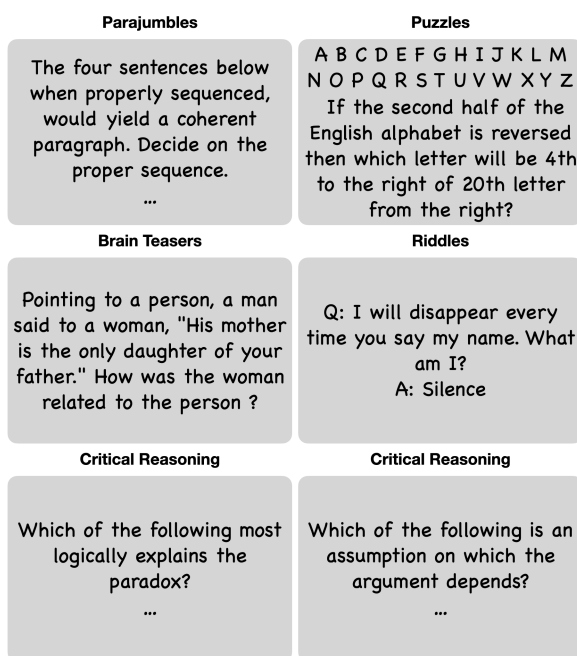 Parajumbles
The four sentences below
when properly sequenced,
would yield a coherent
paragraph. Decide on the
proper sequence.
...
Puzzles
A B C D E F G H I J K L M
N O P Q R S T U V W X Y Z
If the second half of the
English alphabet is reversed
then which letter will be 4th
to the right of 20th letter
from the right?
Brain Teasers
Pointing to a person, a man
said to a woman, "His mother
is the only daughter of your
father." How was the woman
related to the person ?
Riddles
Q: I will disappear every
time you say my name. What
am I?
A: Silence
Critical Reasoning
Which of the following most
logically explains the
paradox?
...
Critical Reasoning
Which of the following is an
assumption on which the
argument depends?
...